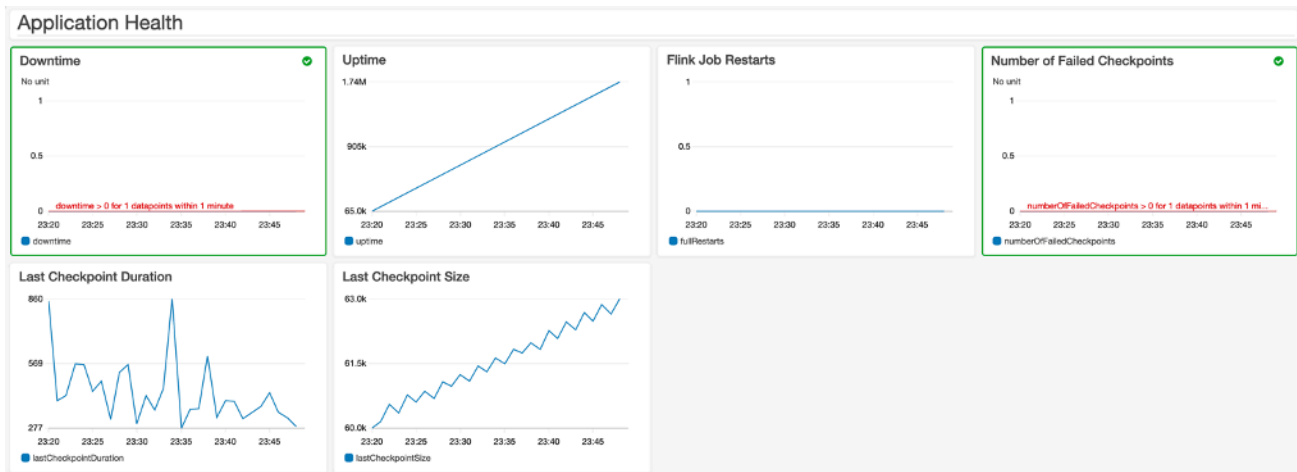 Application Health
Downtime
No unit
1
0.5
0
downtime > 0 for 1 datapoints within 1 minute
23:20 23:25 23:30 23:35 23:40 23:45
downtime
Uptime
1.74M
905k
65.0k
23:20 23:25 23:30 23:35 23:40 23:45
uptime
Flink Job Restarts
1
0.5
0
23:20 23:25 23:30 23:35 23:40 23:45
fullRestarts
Number of Failed Checkpoints
No unit
1
0.5
0
numberOfFailedCheckpoints > 0 for 1 datapoints within 1 mi...
23:20 23:25 23:30 23:35 23:40 23:45
numberOfFailedCheckpoints
Last Checkpoint Duration
860
569
277
23:20 23:25 23:30 23:35 23:40 23:45
lastCheckpointDuration
Last Checkpoint Size
63.0k
61.5k
60.0k
23:20 23:25 23:30 23:35 23:40 23:45
lastCheckpointSize